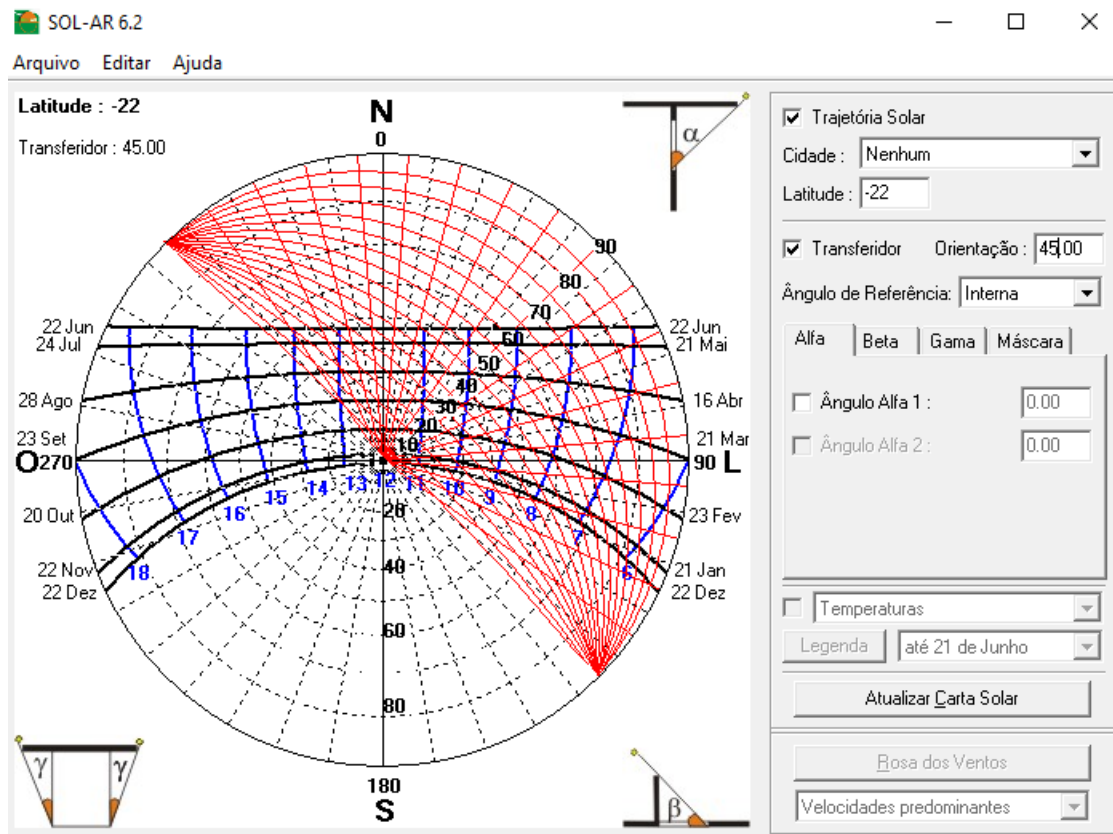 SOL-AR 6.2
Arquivo Editar Ajuda
Latitude : -22
Transferidor : 45.00
N
0
α
90
80
70
60
50
40
30
20
10
22 Jun
24 Jul
28 Ago
23 Set
O 270
20 Out
22 Nov
22 Dez
22 Jun
21 Mai
16 Abr
21 Mar
90 L
23 Fev
21 Jan
22 Dez
18
17
16
15
14
13
12
11
10
9
8
7
6
20
40
60
80
180
S
γ γ
β
Trajetória Solar
Cidade : Nenhum
Latitude : -22
Transferidor Orientação : 45.00
Ângulo de Referência: Interna
Alfa Beta Gama Máscara
Ângulo Alfa 1 : 0.00
Ângulo Alfa 2 : 0.00
Temperaturas
Legenda até 21 de Junho
Atualizar Carta Solar
Rosa dos Ventos
Velocidades predominantes